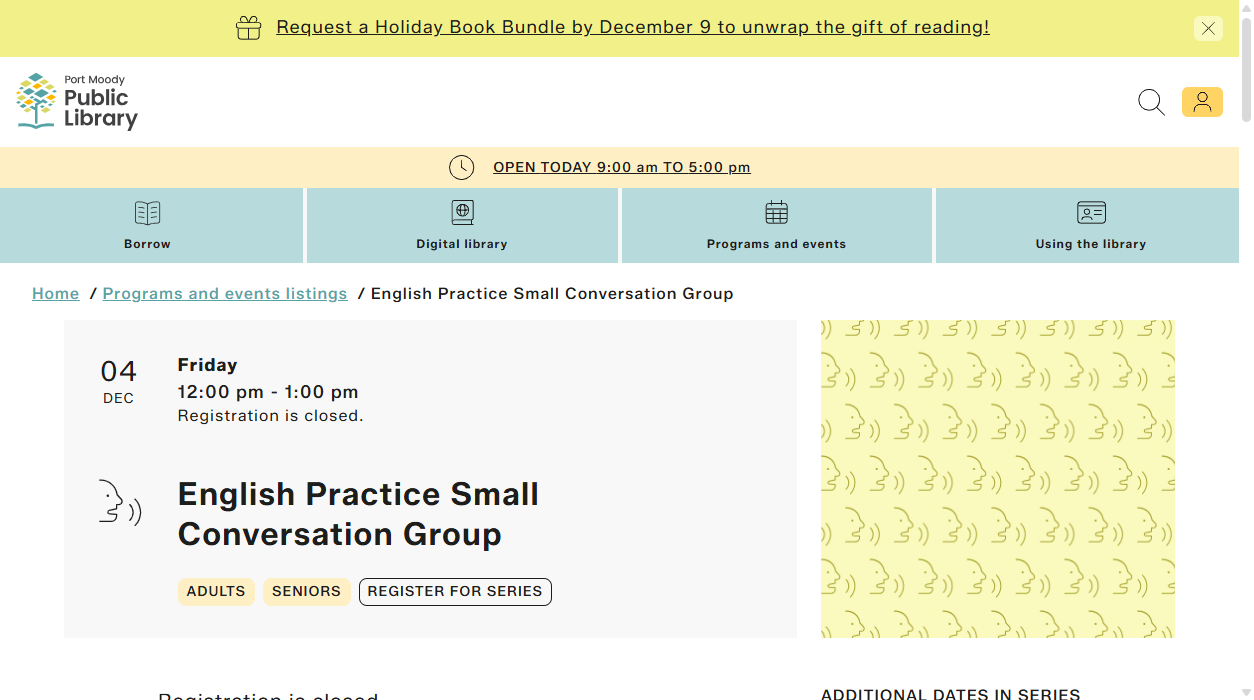 Request a Holiday Book Bundle by December 9 to unwrap the gift of reading!
Port Moody
Public
Library
OPEN TODAY 9:00 am TO 5:00 pm
Borrow
Digital library
Programs and events
Using the library
Home / Programs and events listings / English Practice Small Conversation Group
04
DEC
Friday
12:00 pm - 1:00 pm
Registration is closed.
English Practice Small
Conversation Group
ADULTS
SENIORS
REGISTER FOR SERIES
Registration is closed.
ADDITIONAL DATES IN SERIES